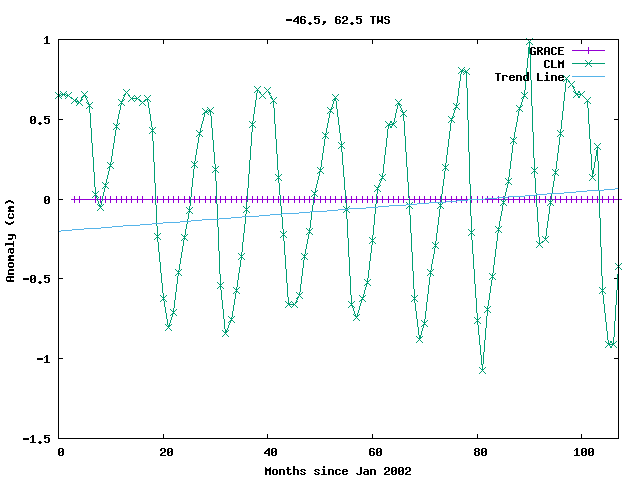 -46.5, 62.5 TWS
1
0.5
0
-0.5
-1
-1.5
Anomaly (cm)
GRACE
CLM
Trend Line
0 20 40 60 80 100
Months since Jan 2002